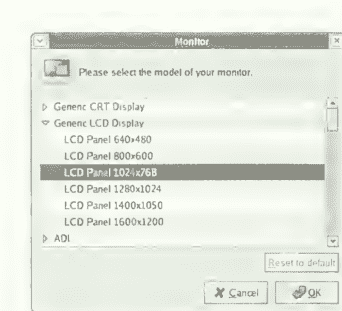 Monitor
Please select the model of your monitor.
Generic CRT Display
Generic LCD Display
LCD Panel 640x480
LCD Panel 800x600
LCD Panel 1024x768
LCD Panel 1280x1024
LCD Panel 1400x1050
LCD Panel 1600x1200
ADI
Reset to default
Cancel
OK